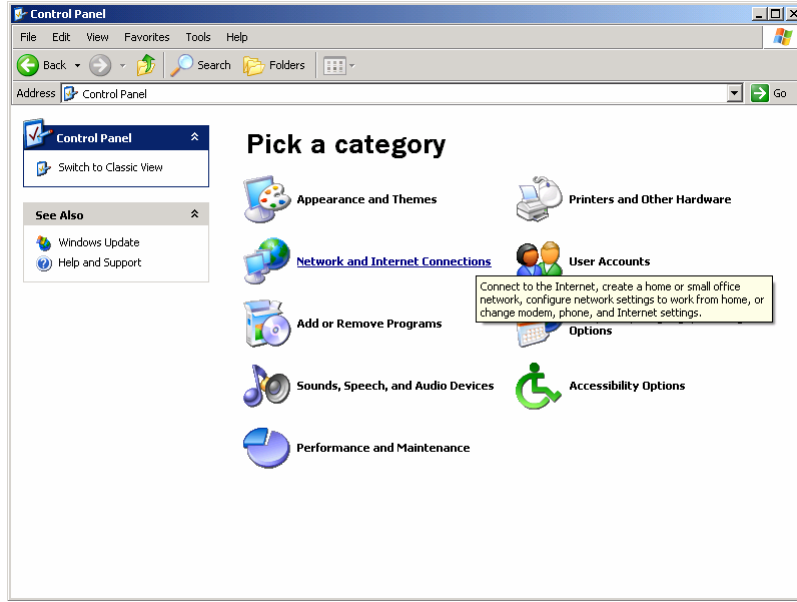 Control Panel
File Edit View Favorites Tools Help
Back Search Folders
Address Control Panel Go
Control Panel
Switch to Classic View
See Also
Windows Update
Help and Support
Pick a category
Appearance and Themes
Printers and Other Hardware
Network and Internet Connections
User Accounts
Connect to the Internet, create a home or small office
network, configure network settings to work from home, or
change modem, phone, and Internet settings.
Add or Remove Programs
Options
Sounds, Speech, and Audio Devices
Accessibility Options
Performance and Maintenance